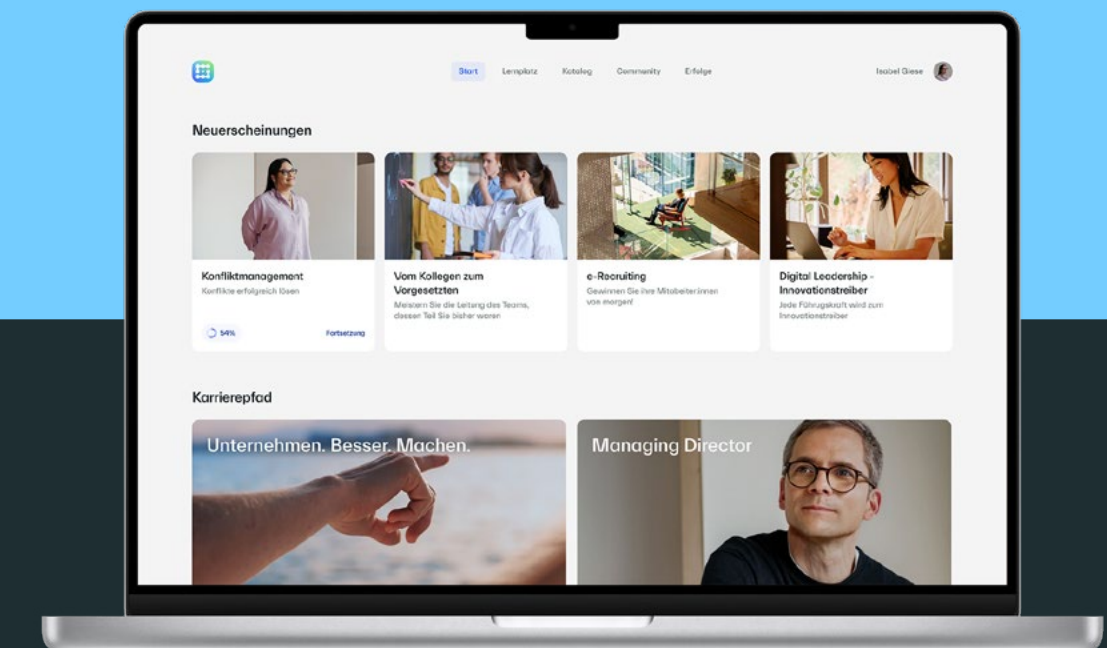 Start Lernplatz Katalog Community Erfolge Isabel Giese
Neuerscheinungen
Konfliktmanagement
Konflikte erfolgreich lösen
54% Fortsetzung
Vom Kollegen zum
Vorgesetzten
Meistern Sie die Leitung des Teams,
dessen Teil Sie bisher waren
e-Recruiting
Gewinnen Sie ihre Mitabeiter:innen
von morgen!
Digital Leadership -
Innovationstreiber
Jede Führungskraft wird zum
Innovationstreiber
Karrierepfad
Unternehmen. Besser. Machen.
Managing Director